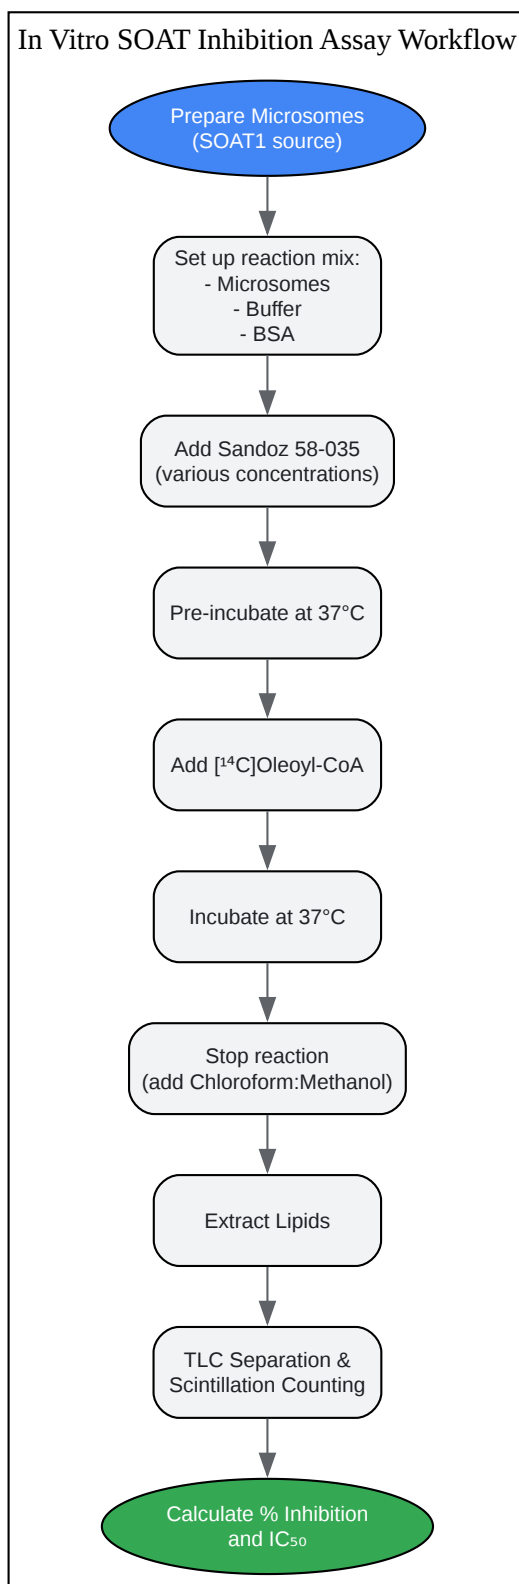 In Vitro SOAT Inhibition Assay Workflow
Prepare Microsomes
(SOAT1 source)
Set up reaction mix:
- Microsomes
- Buffer
- BSA
Add Sandoz 58-035
(various concentrations)
Pre-incubate at 37°C
Add [¹⁴C]Oleoyl-CoA
Incubate at 37°C
Stop reaction
(add Chloroform:Methanol)
Extract Lipids
TLC Separation &
Scintillation Counting
Calculate % Inhibition
and IC₅₀